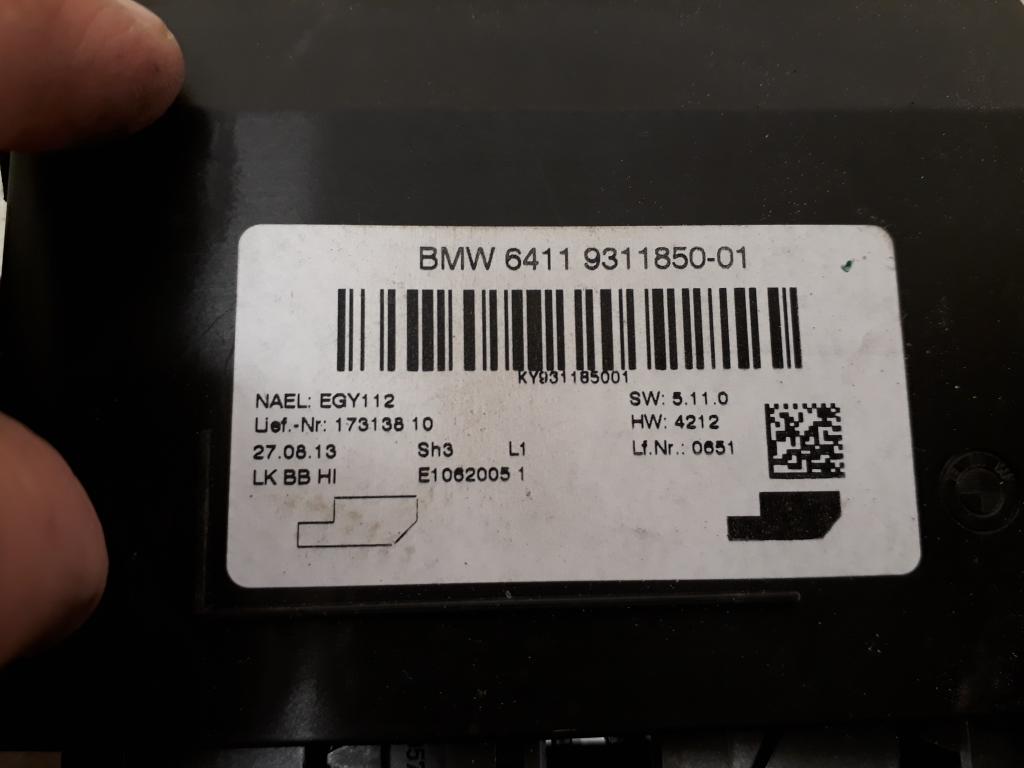 BMW 6411 9311850-01
KY931185001
NAEL: EGY112 SW: 5.11.0
Lief.-Nr: 173138 10 HW: 4212
27.08.13 Sh3 L1 Lf.Nr.: 0651
LK BB HI E1062005 1